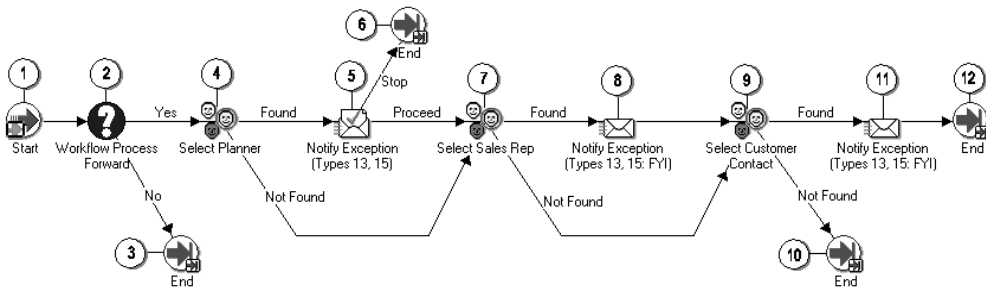 6
End
1
2
4
5
7
8
9
11
12
Stop
Yes
Found
Proceed
Found
Found
Start
Workflow Process
Forward
Select Planner
Notify Exception
(Types 13, 15)
Select Sales Rep
Notify Exception
(Types 13, 15: FYI)
Select Customer
Contact
Notify Exception
(Types 13, 15: FYI)
End
No
Not Found
Not Found
Not Found
3
End
10
End